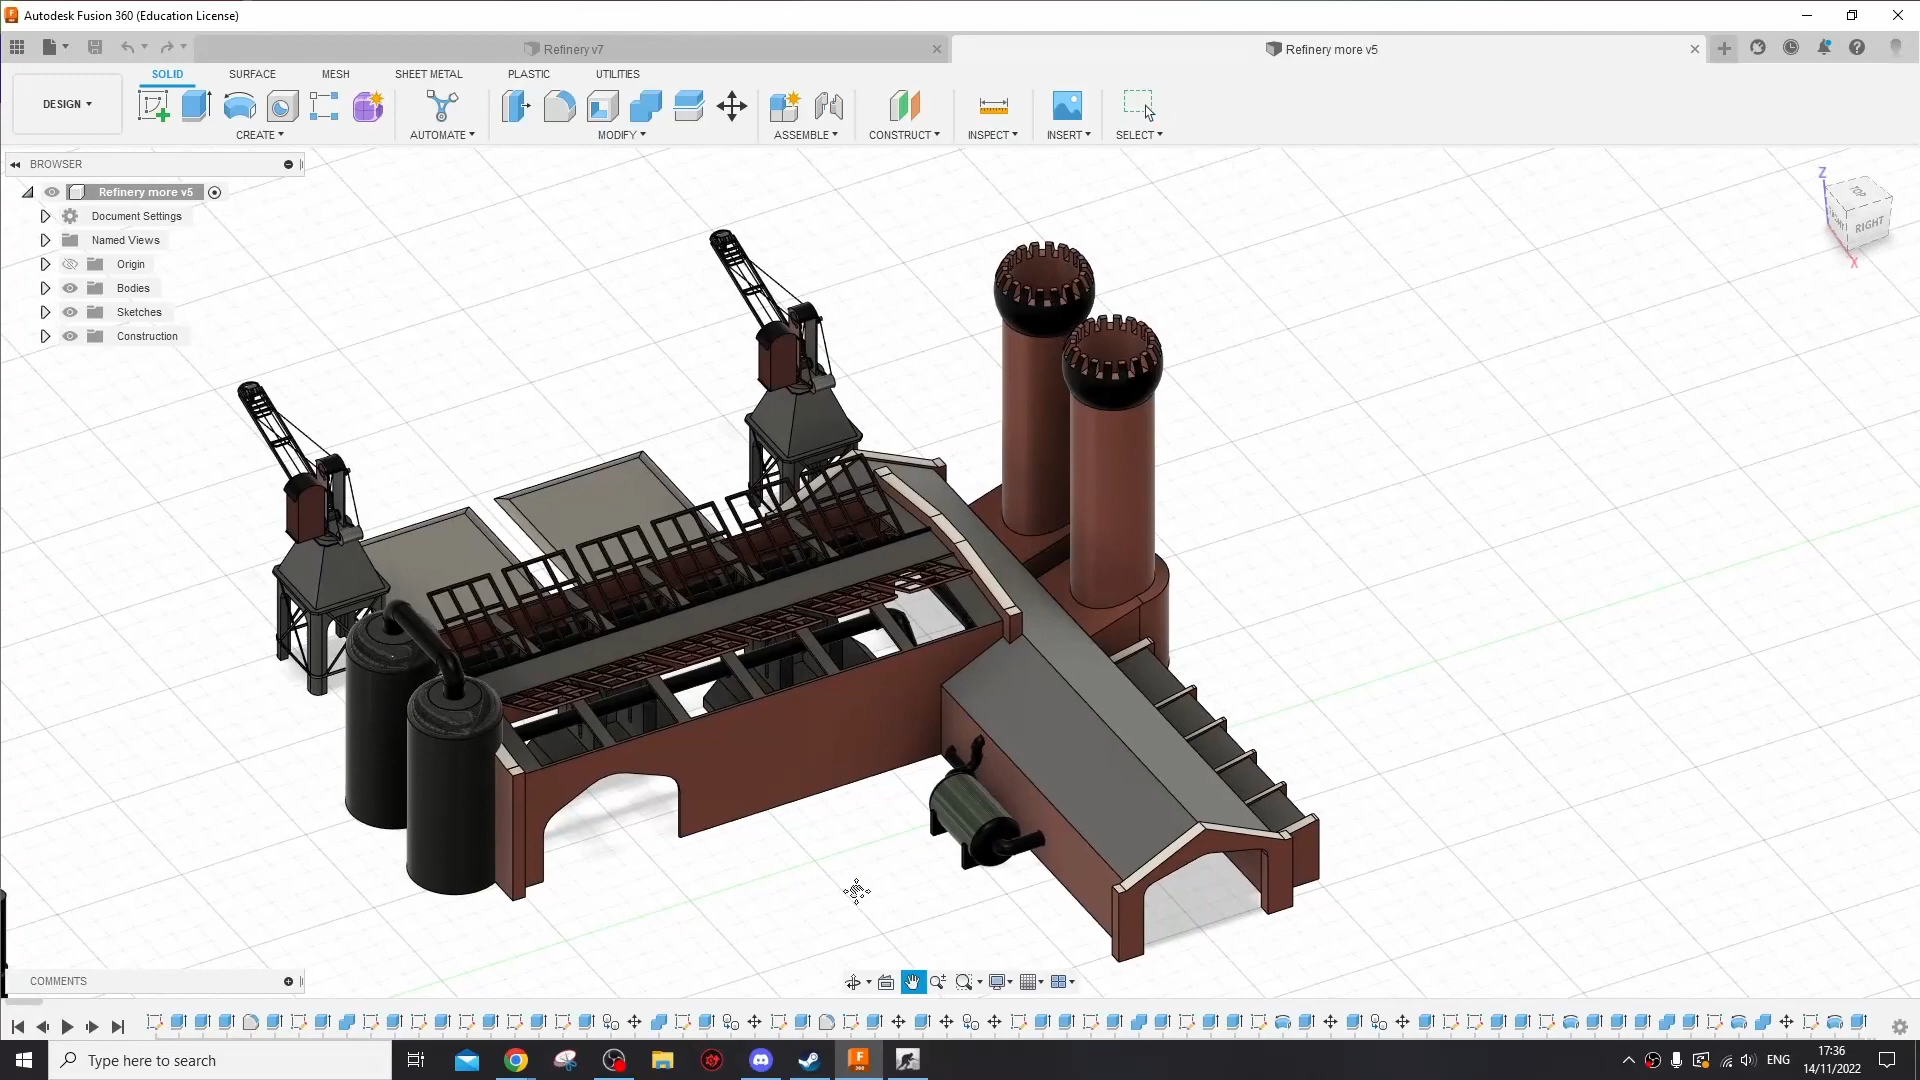 Autodesk Fusion 360 (Education License)
Refinery v7
Refinery more v5
DESIGN
SOLID
SURFACE
MESH
SHEET METAL
PLASTIC
UTILITIES
CREATE
AUTOMATE
MODIFY
ASSEMBLE
CONSTRUCT
INSPECT
INSERT
SELECT
BROWSER
Refinery more v5
Document Settings
Named Views
Origin
Bodies
Sketches
Construction
Z
TOP
RIGHT
X
COMMENTS
Type here to search
F
360
ENG
17:36
14/11/2022